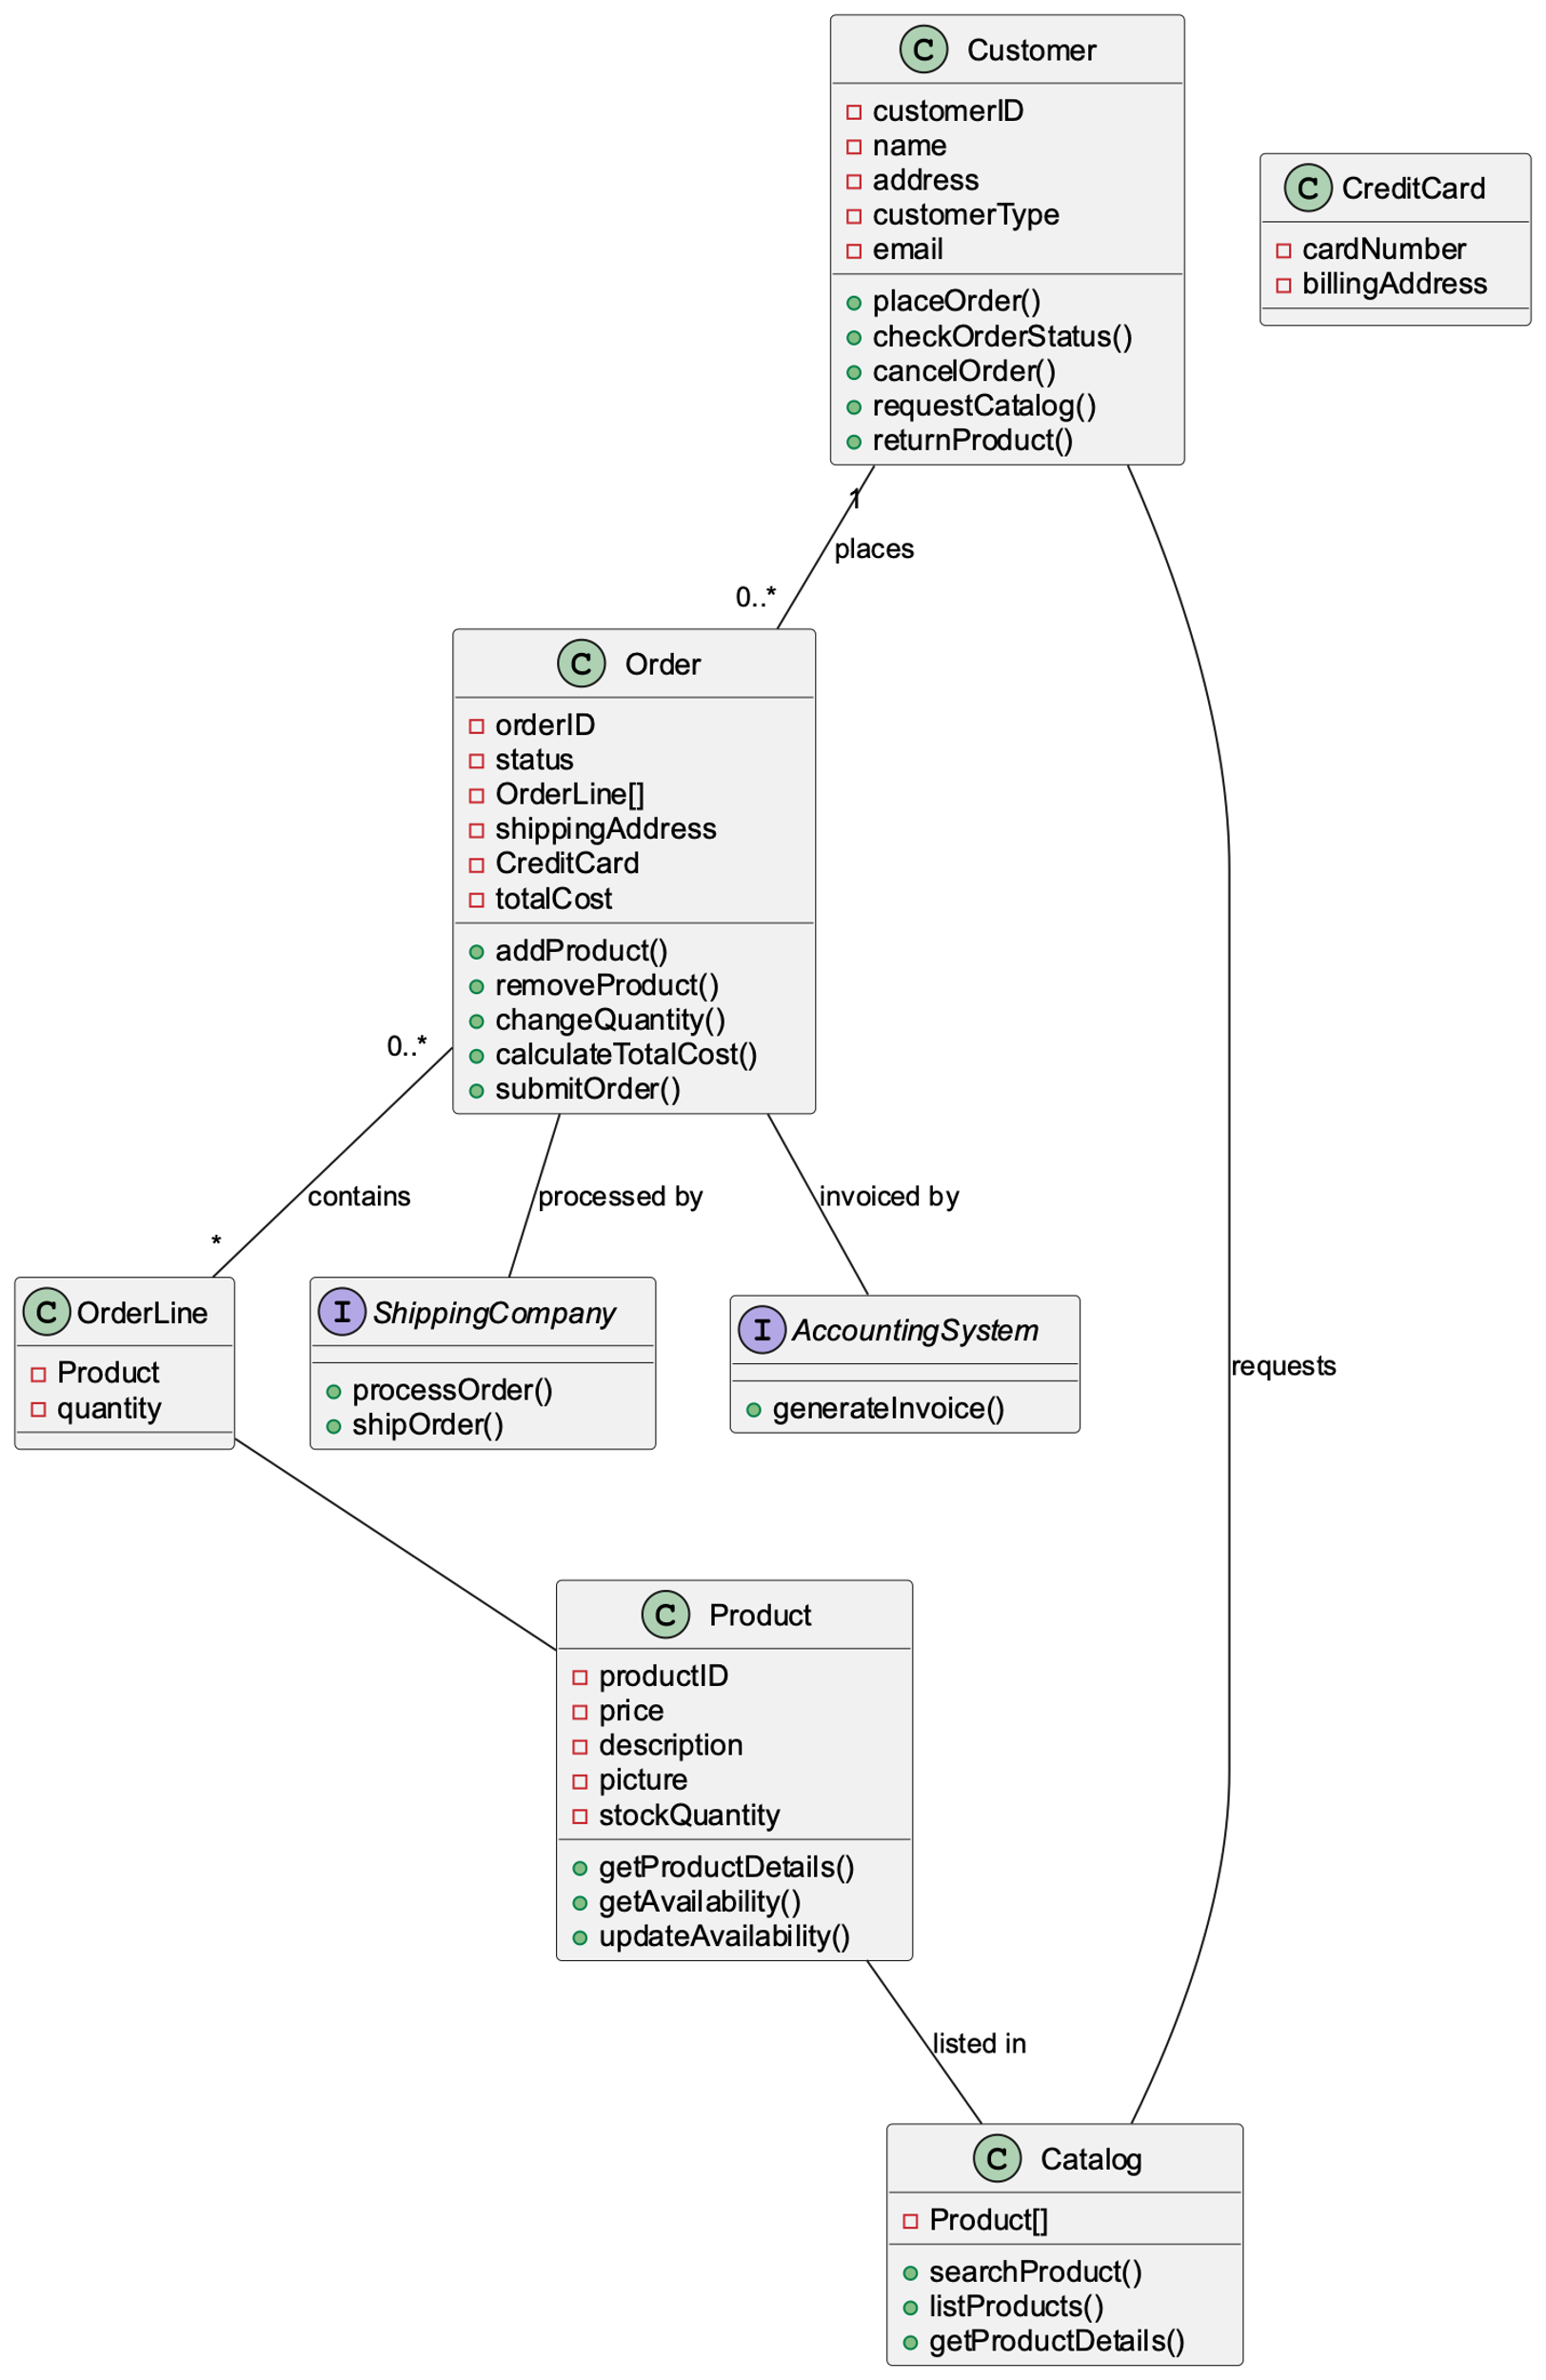 C Customer
customerID
name
address
customerType
email
placeOrder()
checkOrderStatus()
cancelOrder()
requestCatalog()
returnProduct()
C CreditCard
cardNumber
billingAddress
1
places
0..*
C Order
orderID
status
OrderLine[]
shippingAddress
CreditCard
totalCost
addProduct()
removeProduct()
changeQuantity()
calculateTotalCost()
submitOrder()
0..*
contains
*
processed by
invoiced by
requests
C OrderLine
Product
quantity
I ShippingCompany
processOrder()
shipOrder()
I AccountingSystem
generateInvoice()
C Product
productID
price
description
picture
stockQuantity
getProductDetails()
getAvailability()
updateAvailability()
listed in
C Catalog
Product[]
searchProduct()
listProducts()
getProductDetails()